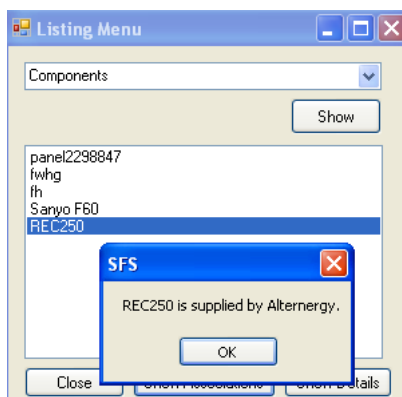 Listing Menu
Components
Show
panel2298847
fwhg
fh
Sanyo F60
REC250
SFS
REC250 is supplied by Alternergy.
OK
Close